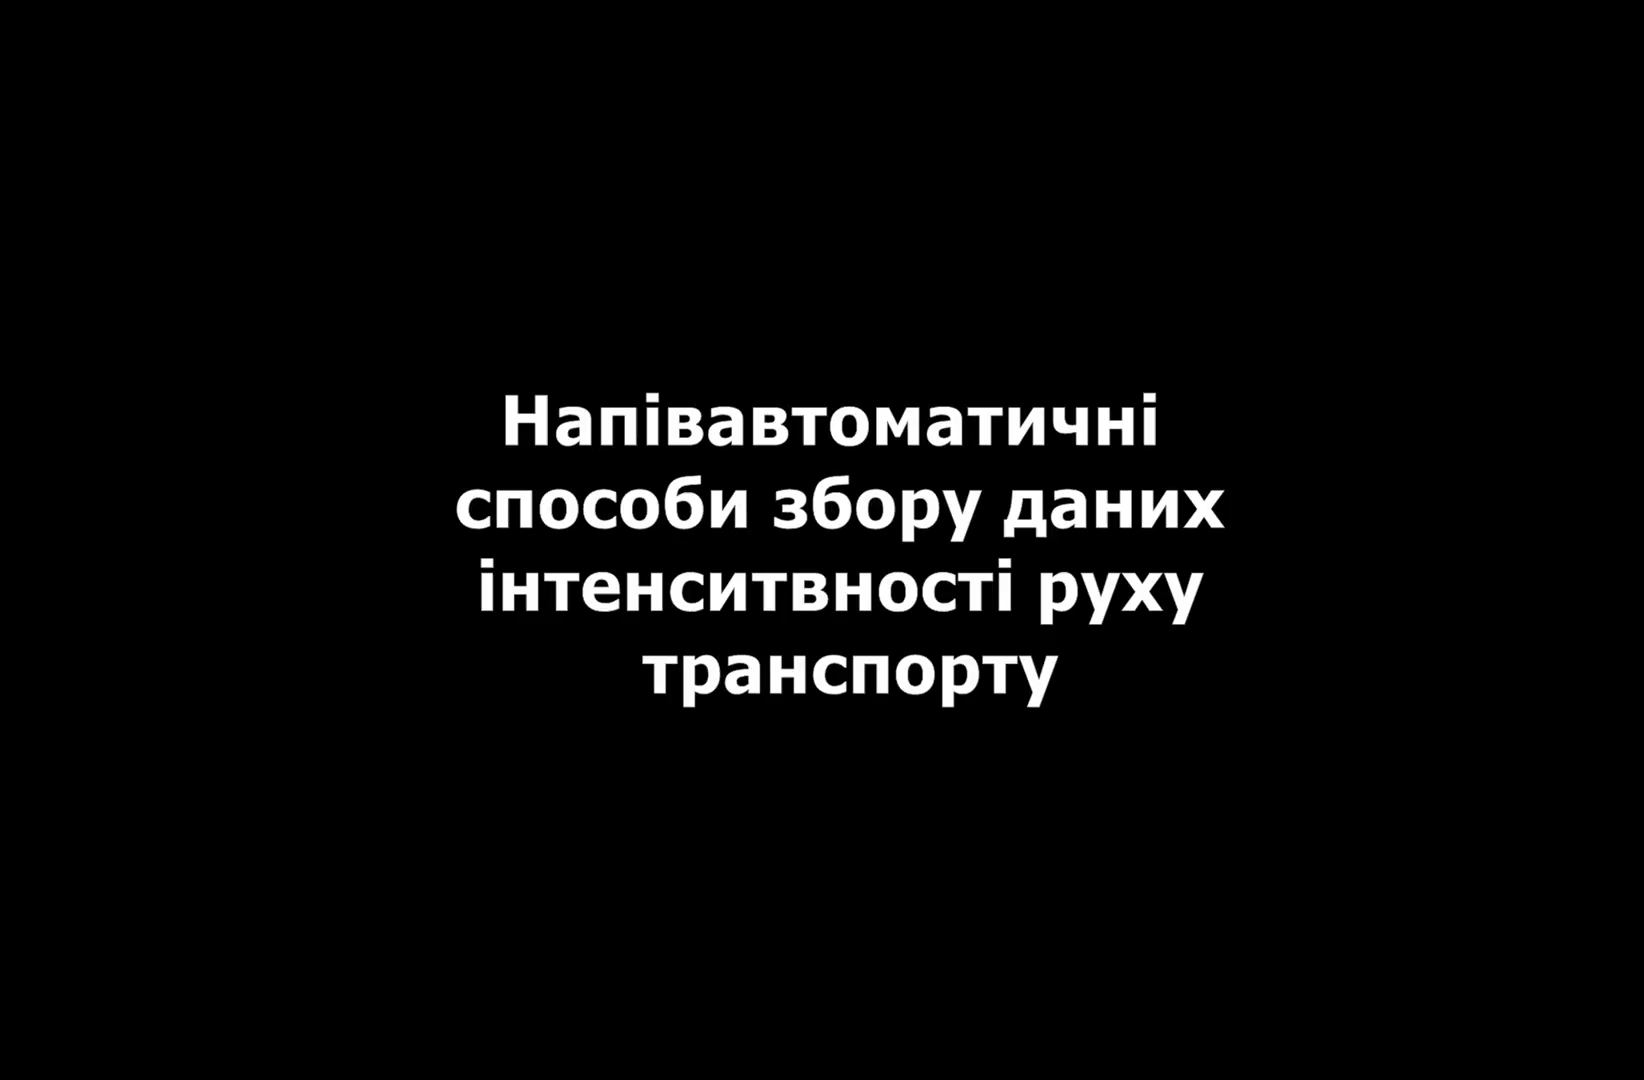 Напівавтоматичні
способи збору даних
інтенситвності руху
транспорту